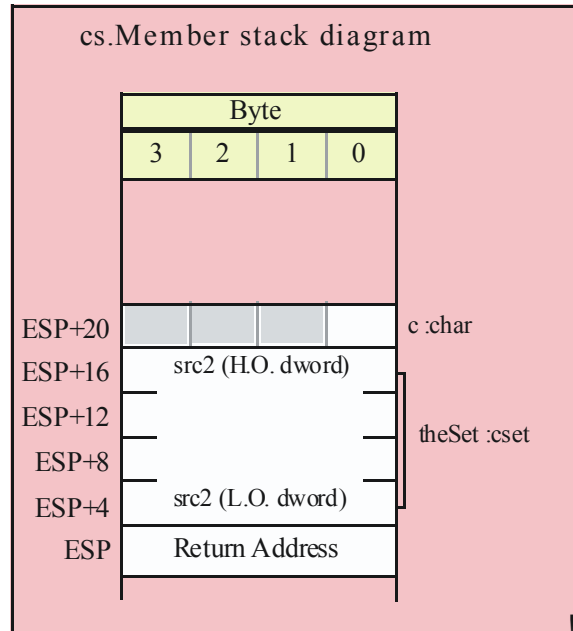 cs.Member stack diagram
Byte
3 2 1 0
ESP+20 c :char
ESP+16 src2 (H.O. dword)
ESP+12
theSet :cset
ESP+8
ESP+4 src2 (L.O. dword)
ESP Return Address